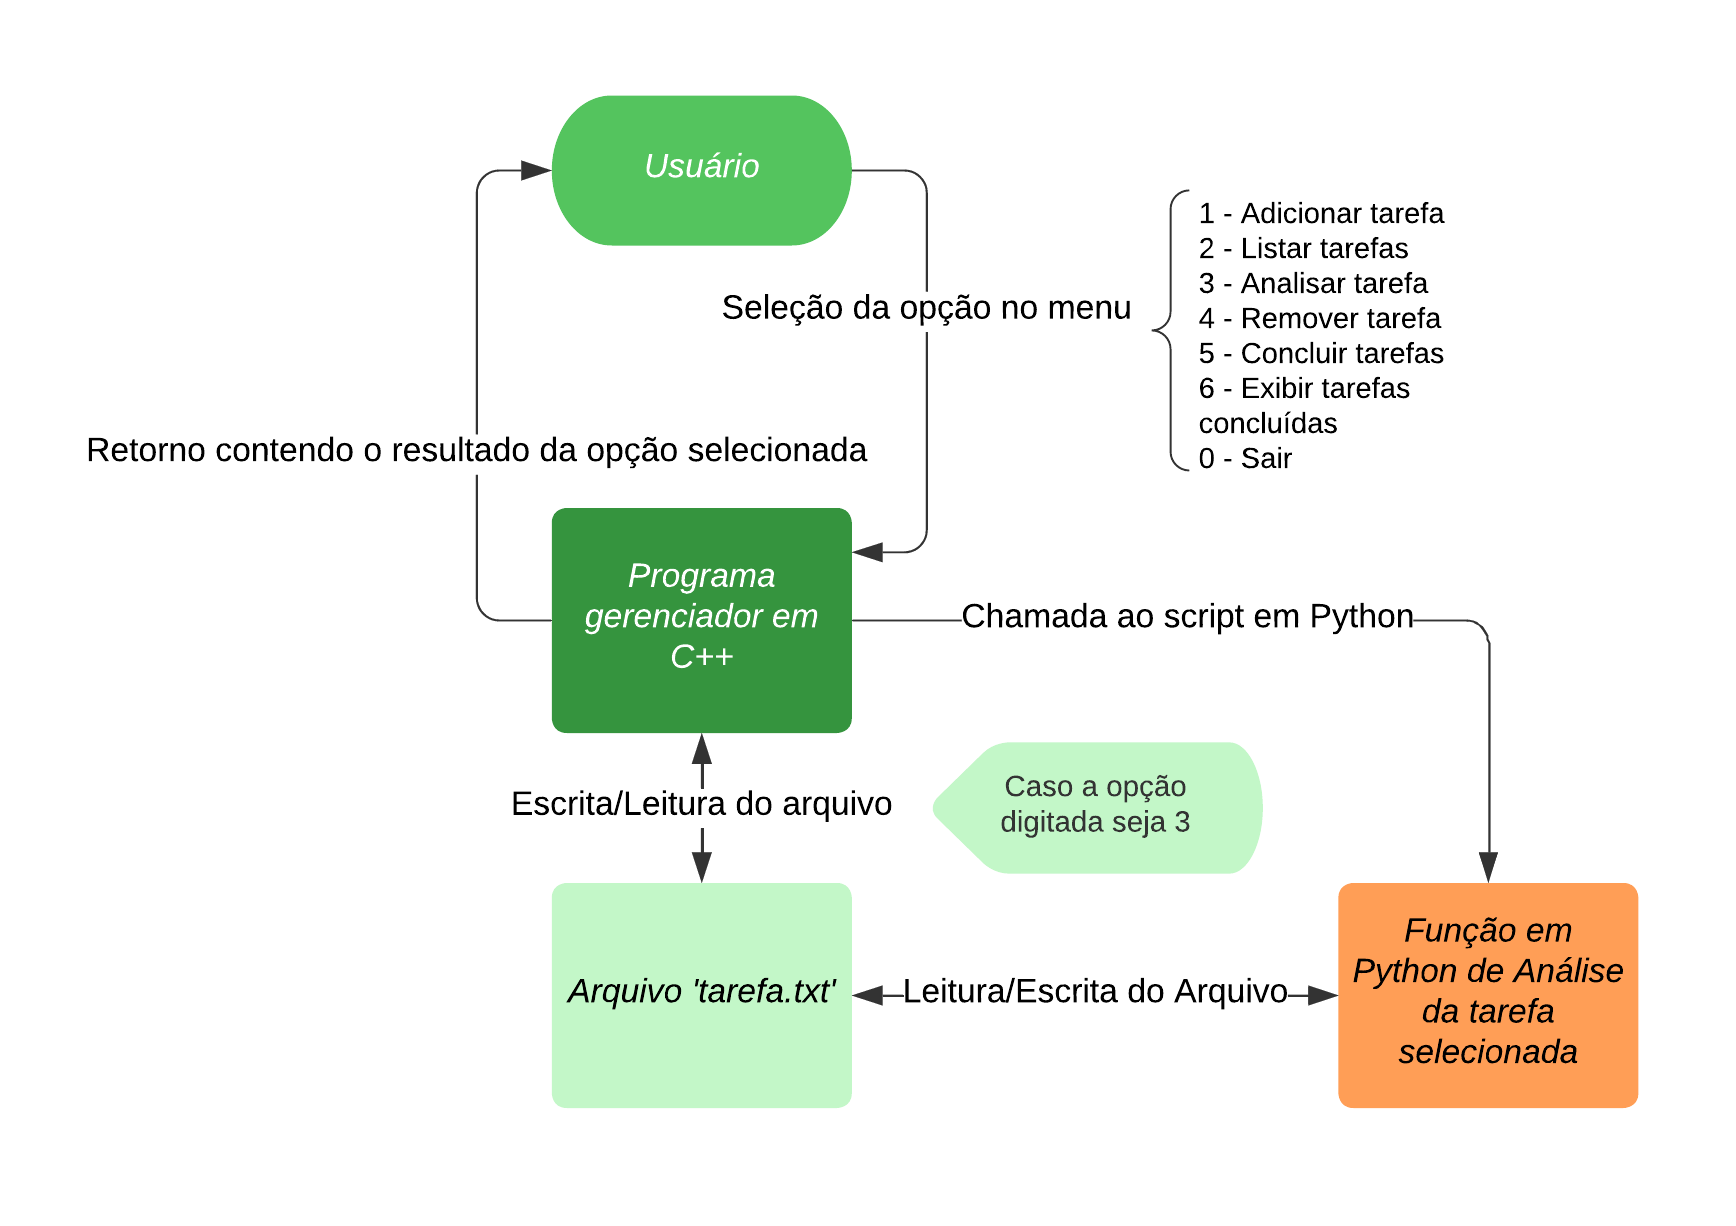 Usuário
1 - Adicionar tarefa
2 - Listar tarefas
3 - Analisar tarefa
4 - Remover tarefa
5 - Concluir tarefas
6 - Exibir tarefas
concluídas
0 - Sair
Seleção da opção no menu
Retorno contendo o resultado da opção selecionada
Programa
gerenciador em
C++
Chamada ao script em Python
Caso a opção
digitada seja 3
Escrita/Leitura do arquivo
Arquivo 'tarefa.txt'
Leitura/Escrita do Arquivo
Função em
Python de Análise
da tarefa
selecionada